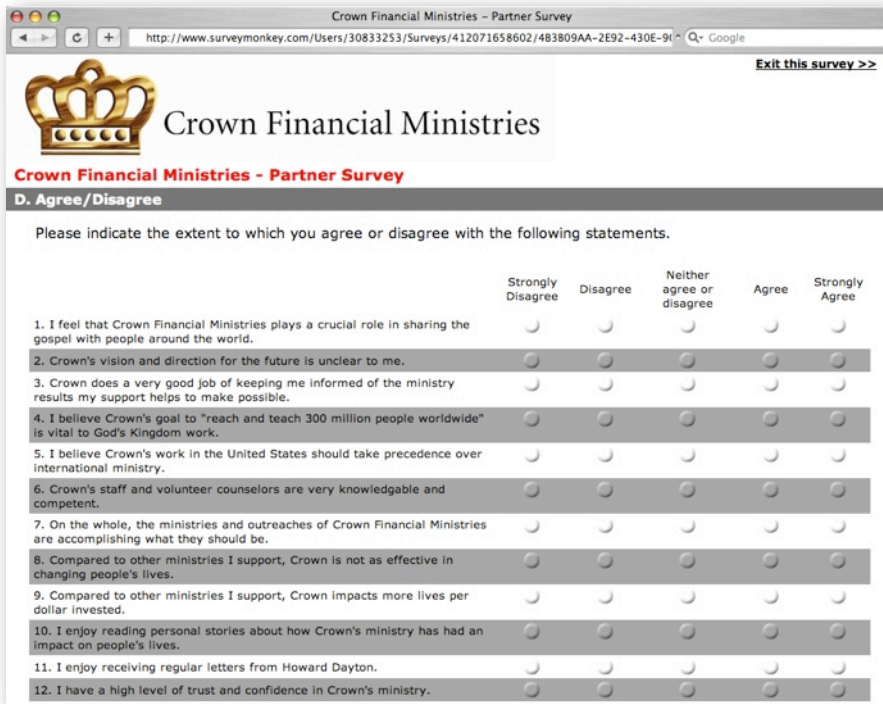 Crown Financial Ministries – Partner Survey
http://www.surveymonkey.com/Users/30833253/Surveys/412071658602/4B3B09AA-2E92-430E-9
Google
Exit this survey >>
Crown Financial Ministries
Crown Financial Ministries - Partner Survey
D. Agree/Disagree
Please indicate the extent to which you agree or disagree with the following statements.
Strongly
Disagree
Disagree
Neither
agree or
disagree
Agree
Strongly
Agree
1. I feel that Crown Financial Ministries plays a crucial role in sharing the
gospel with people around the world.
2. Crown's vision and direction for the future is unclear to me.
3. Crown does a very good job of keeping me informed of the ministry
results my support helps to make possible.
4. I believe Crown's goal to "reach and teach 300 million people worldwide"
is vital to God's Kingdom work.
5. I believe Crown's work in the United States should take precedence over
international ministry.
6. Crown's staff and volunteer counselors are very knowledgable and
competent.
7. On the whole, the ministries and outreaches of Crown Financial Ministries
are accomplishing what they should be.
8. Compared to other ministries I support, Crown is not as effective in
changing people's lives.
9. Compared to other ministries I support, Crown impacts more lives per
dollar invested.
10. I enjoy reading personal stories about how Crown's ministry has had an
impact on people's lives.
11. I enjoy receiving regular letters from Howard Dayton.
12. I have a high level of trust and confidence in Crown's ministry.